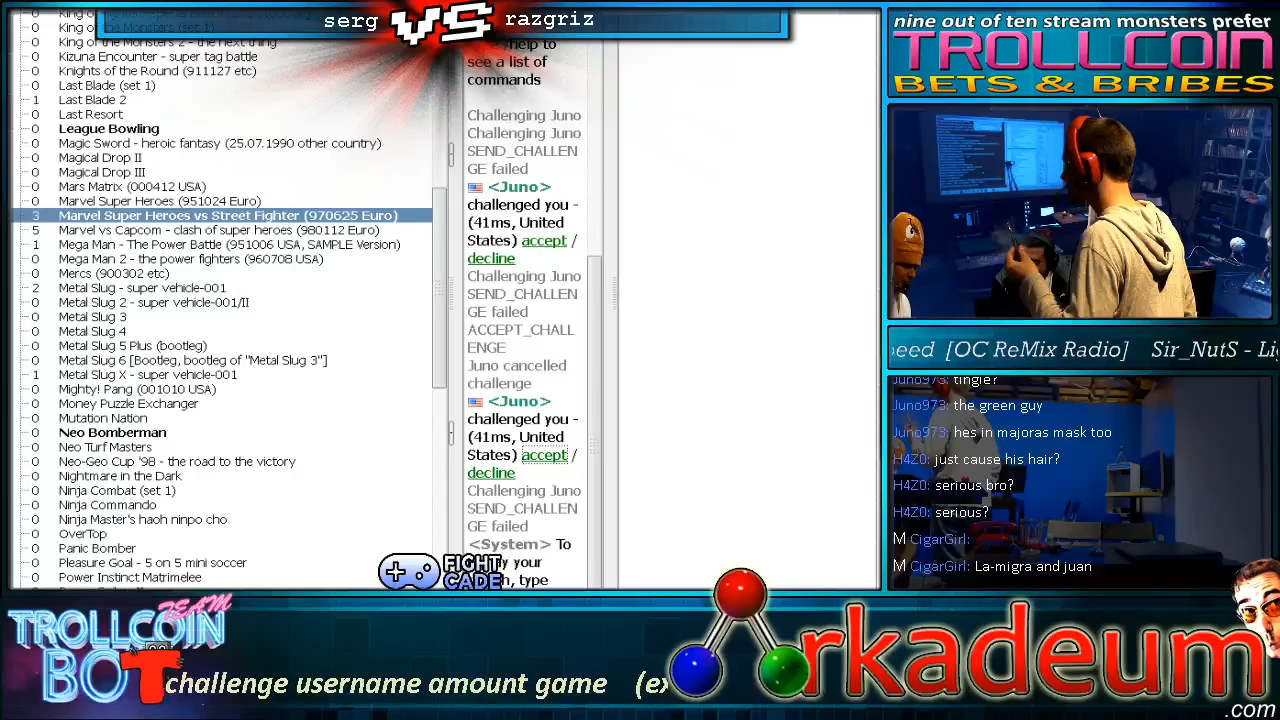 serg VS razgriz
King of the Monsters (set 1)
0 King of the Monsters 2 - the next thing
0 Kizuna Encounter - super tag battle
0 Knights of the Round (911127 etc)
0 Last Blade (set 1)
1 Last Blade 2
0 Last Resort
0 League Bowling
0 Magic Sword - heroic fantasy (25.07.1990 other country)
0 Magical Drop II
0 Magical Drop III
0 Mars Matrix (000412 USA)
0 Marvel Super Heroes (951024 Euro)
3 Marvel Super Heroes vs Street Fighter (970625 Euro)
5 Marvel vs Capcom - clash of super heroes (980112 Euro)
1 Mega Man - The Power Battle (951006 USA, SAMPLE Version)
0 Mega Man 2 - the power fighters (960708 USA)
0 Mercs (900302 etc)
2 Metal Slug - super vehicle-001
0 Metal Slug 2 - super vehicle-001/II
0 Metal Slug 3
0 Metal Slug 4
0 Metal Slug 5 Plus (bootleg)
0 Metal Slug 6 [Bootleg, bootleg of "Metal Slug 3"]
1 Metal Slug X - super vehicle-001
0 Mighty! Pang (001010 USA)
0 Money Puzzle Exchanger
0 Mutation Nation
0 Neo Bomberman
0 Neo Turf Masters
0 Neo-Geo Cup '98 - the road to the victory
0 Nightmare in the Dark
0 Ninja Combat (set 1)
0 Ninja Commando
0 Ninja Master's haoh ninpo cho
0 OverTop
0 Panic Bomber
0 Pleasure Goal - 5 on 5 mini soccer
0 Power Instinct Matrimelee
/help to
see a list of
commands
Challenging Juno
Challenging Juno
SEND_CHALLEN
GE failed
<Juno>
challenged you -
(41ms, United
States) accept /
decline
Challenging Juno
SEND_CHALLEN
GE failed
ACCEPT_CHALL
ENGE
Juno cancelled
challenge
<Juno>
challenged you -
(41ms, United
States) accept /
decline
Challenging Juno
SEND_CHALLEN
GE failed
<System> To
your
type
FIGHT
CADE
nine out of ten stream monsters prefer
TROLLCOIN
BETS & BRIBES
[OC ReMix Radio] Sir_NutS - Li
Juno973: tingle?
Juno973: the green guy
Juno973: hes in majoras mask too
H4Z0: just cause his hair?
H4Z0: serious bro?
H4Z0: serious?
M CigarGirl:
M CigarGirl: La-migra and juan
TEAM
TROLLCOIN
BOT
challenge username amount game (ex
Arkadeum
.com